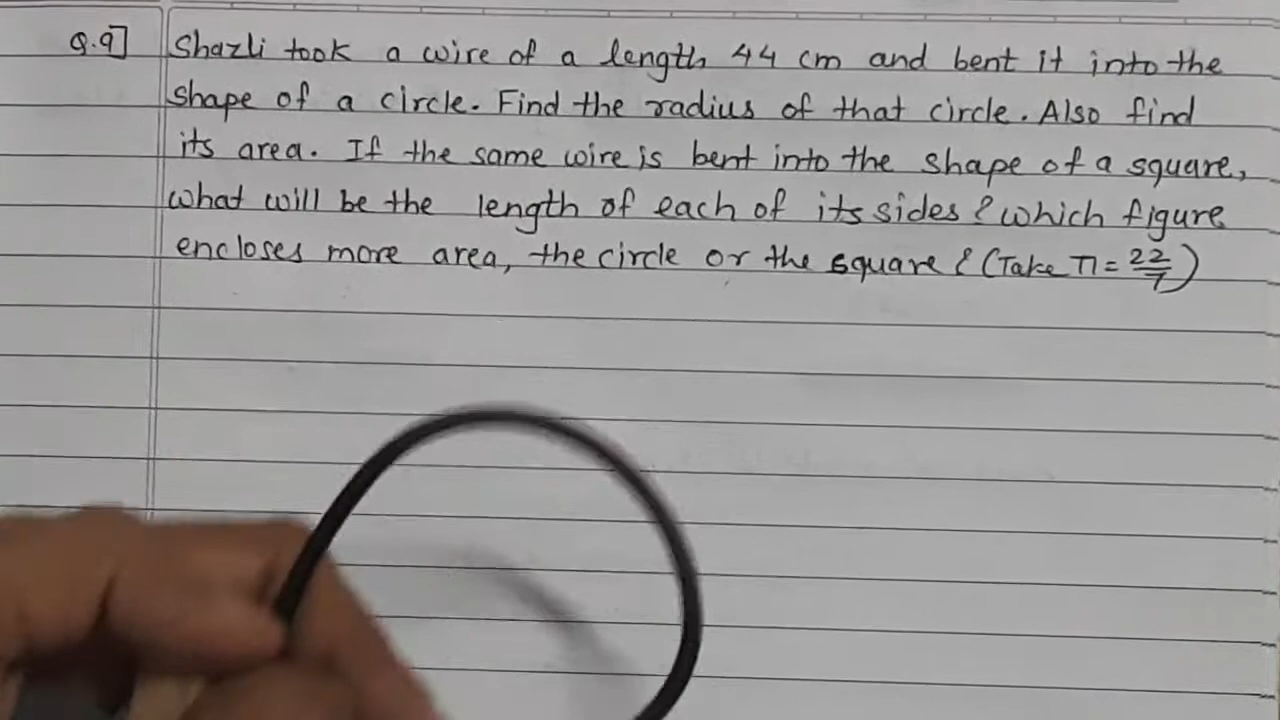 Q.9] Shazli took a wire of a length 44 cm and bent it into the
shape of a circle. Find the radius of that circle. Also find
its area. If the same wire is bent into the shape of a square,
what will be the length of each of its sides? which figure
encloses more area, the circle or the square? (Take π = 22/7)